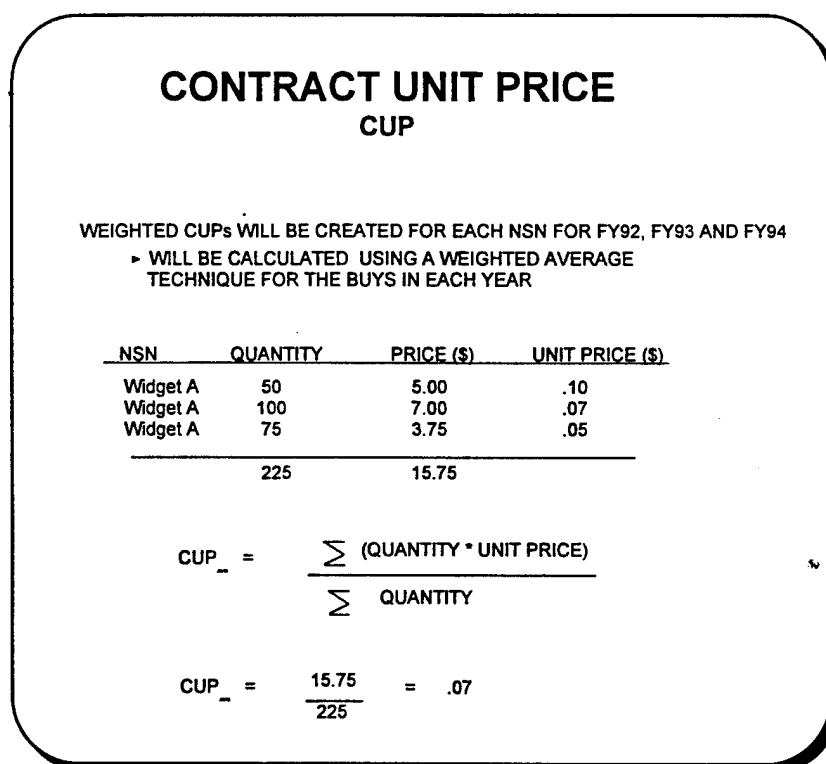 CONTRACT UNIT PRICE
CUP
WEIGHTED CUPs WILL BE CREATED FOR EACH NSN FOR FY92, FY93 AND FY94
► WILL BE CALCULATED USING A WEIGHTED AVERAGE
TECHNIQUE FOR THE BUYS IN EACH YEAR
NSN QUANTITY PRICE ($) UNIT PRICE ($)
Widget A 50 5.00 .10
Widget A 100 7.00 .07
Widget A 75 3.75 .05
225 15.75
CUP_ = ∑ (QUANTITY * UNIT PRICE)
∑ QUANTITY
CUP_ = 15.75 = .07
225